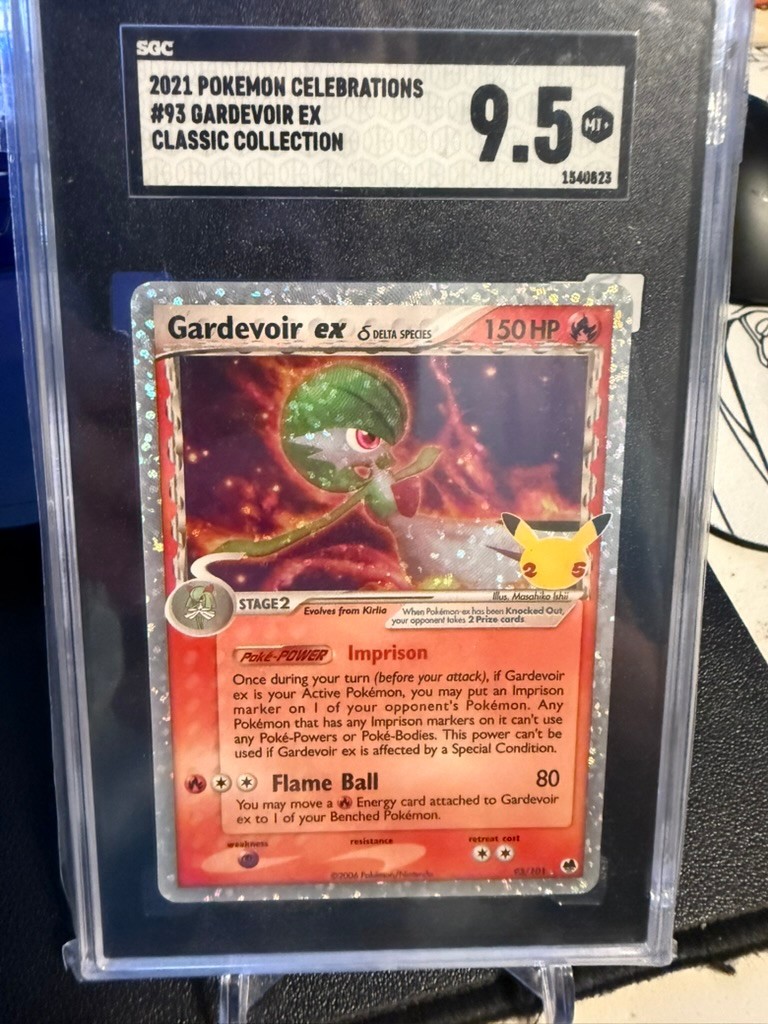 SGC
2021 POKEMON CELEBRATIONS
#93 GARDEVOIR EX
CLASSIC COLLECTION
9.5
MT+
1540823
Gardevoir ex δ DELTA SPECIES 150 HP
25
Illus. Masahiko Ishii
STAGE 2 Evolves from Kirlia
When Pokémon-ex has been Knocked Out,
your opponent takes 2 Prize cards.
Poké-POWER Imprison
Once during your turn (before your attack), if Gardevoir
ex is your Active Pokémon, you may put an Imprison
marker on 1 of your opponent's Pokémon. Any
Pokémon that has any Imprison markers on it can't use
any Poké-Powers or Poké-Bodies. This power can't be
used if Gardevoir ex is affected by a Special Condition.
Flame Ball 80
You may move a Energy card attached to Gardevoir
ex to 1 of your Benched Pokémon.
weakness resistance retreat cost
©2006 Pokémon/Nintendo 93/101